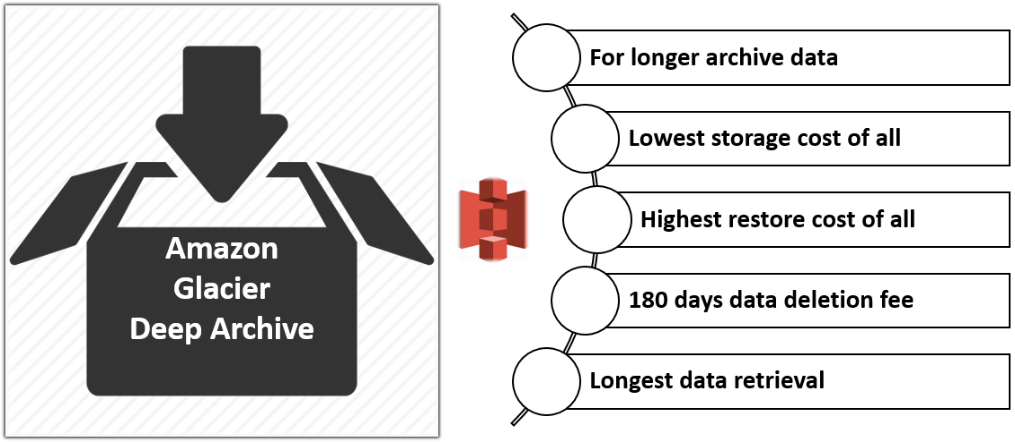 Amazon
Glacier
Deep Archive
For longer archive data
Lowest storage cost of all
Highest restore cost of all
180 days data deletion fee
Longest data retrieval